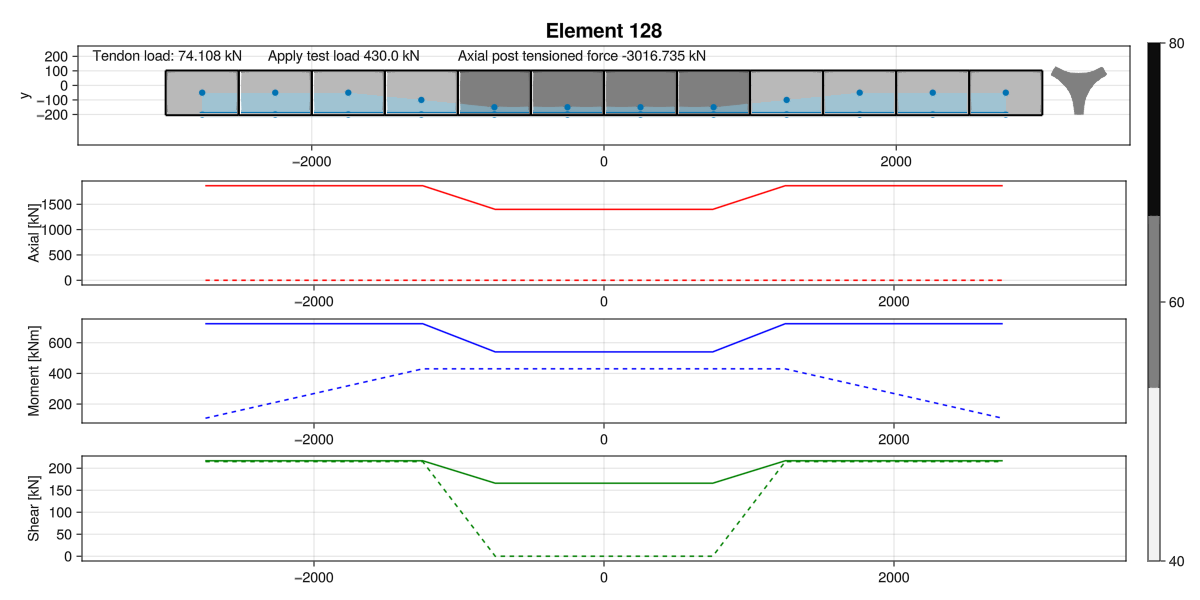 Element 128
Tendon load: 74.108 kN Apply test load 430.0 kN Axial post tensioned force -3016.735 kN
y
200
100
0
−100
−200
−2000 0 2000
Axial [kN]
1500
1000
500
0
−2000 0 2000
Moment [kNm]
600
400
200
−2000 0 2000
Shear [kN]
200
150
100
50
0
−2000 0 2000
80
60
40